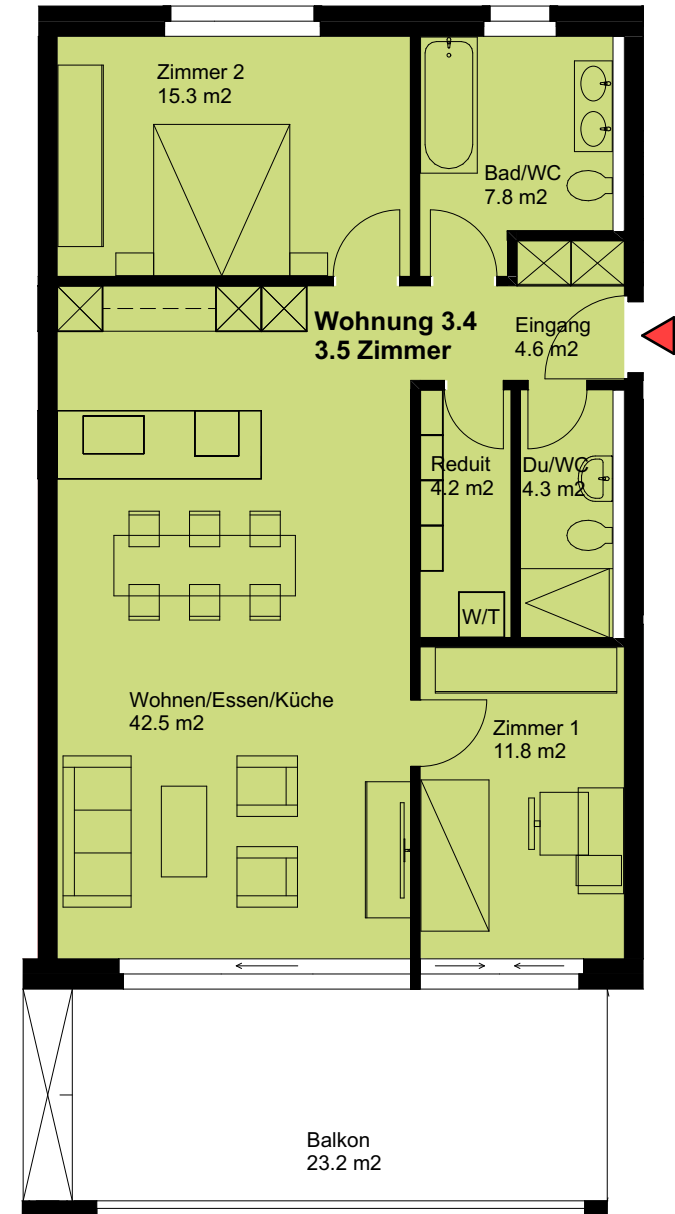 Zimmer 2
15.3 m2
Bad/WC
7.8 m2
Wohnung 3.4
3.5 Zimmer
Eingang
4.6 m2
Reduit
4.2 m2
Du/WC
4.3 m2
W/T
Wohnen/Essen/Küche
42.5 m2
Zimmer 1
11.8 m2
Balkon
23.2 m2